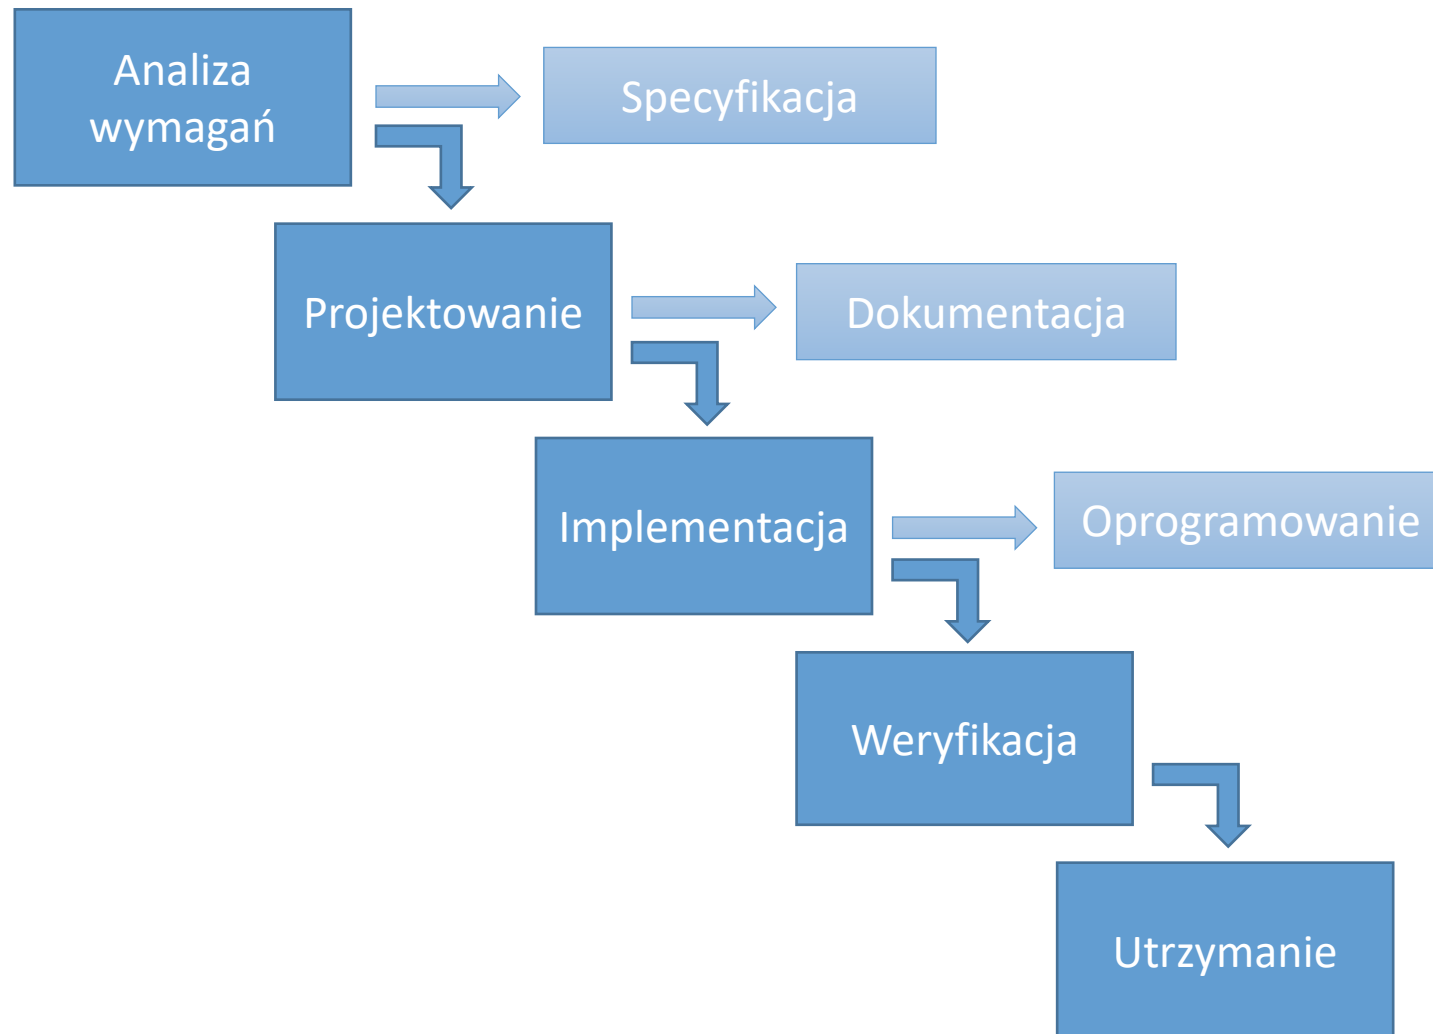 Analiza
wymagań
Specyfikacja
Projektowanie
Dokumentacja
Implementacja
Oprogramowanie
Weryfikacja
Utrzymanie